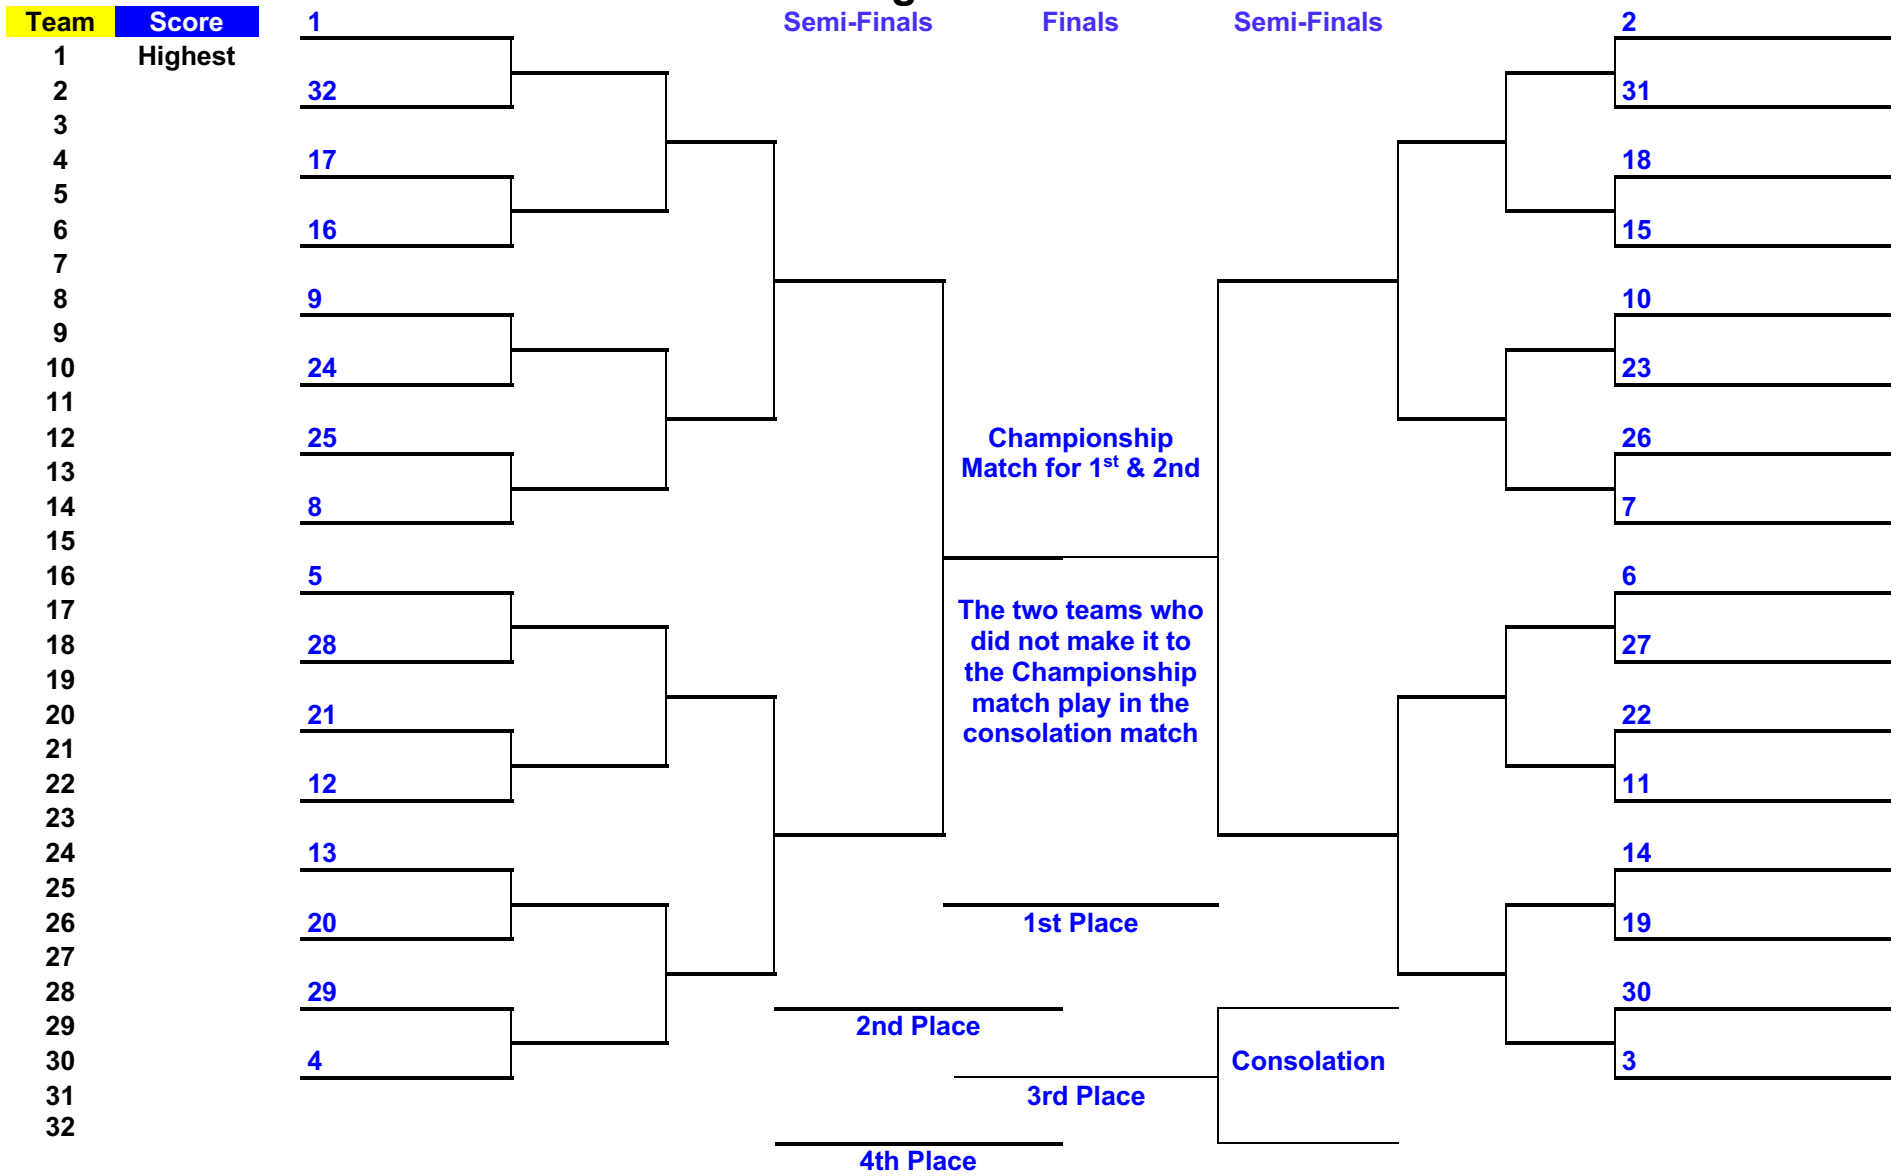 Team Score 1 Semi-Finals Finals Semi-Finals 2
1 Highest
2 32 31
3
4 17 18
5
6 16 15
7
8 9 10
9
10 24 23
11
12 25 Championship 26
13 Match for 1st & 2nd
14 8 7
15
16 5 6
17 The two teams who
18 28 did not make it to 27
19 the Championship
20 21 match play in the 22
21 consolation match
22 12 11
23
24 13 14
25
26 20 1st Place 19
27
28 29 30
29 2nd Place
30 4 Consolation 3
31 3rd Place
32
4th Place